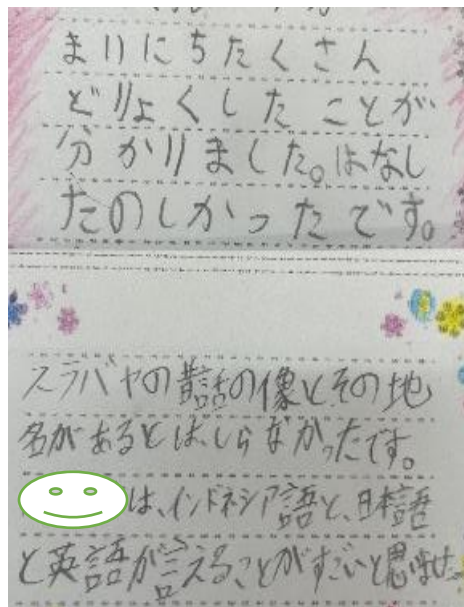 まいにちたくさん
どりょくしたことが
分かりました。はなし
たのしかったです。
スラバヤの昔話の像とその地
名があるとは、しらなかったです。
は、インドネシア語と、日本語
と英語が言えることがすごいと思いました